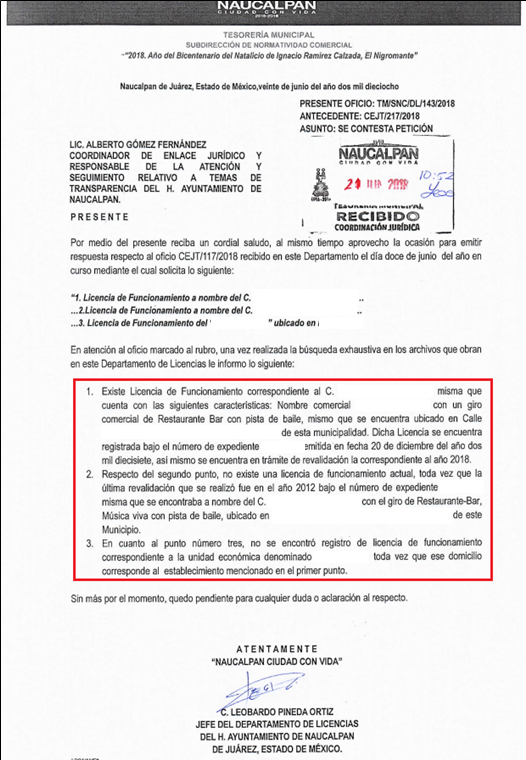 NAUCALPAN
CIUDAD CON VIDA
2016-2018
TESORERÍA MUNICIPAL
SUBDIRECCIÓN DE NORMATIVIDAD COMERCIAL
"2018. Año del Bicentenario del Natalicio de Ignacio Ramírez Calzada, El Nigromante"
Naucalpan de Juárez, Estado de México,veinte de junio del año dos mil dieciocho
PRESENTE OFICIO: TM/SNC/DL/143/2018
ANTECEDENTE: CEJT/217/2018
ASUNTO: SE CONTESTA PETICIÓN
LIC. ALBERTO GÓMEZ FERNÁNDEZ
COORDINADOR DE ENLACE JURÍDICO Y
RESPONSABLE DE LA ATENCIÓN Y
SEGUIMIENTO RELATIVO A TEMAS DE
TRANSPARENCIA DEL H. AYUNTAMIENTO DE
NAUCALPAN.
PRESENTE
NAUCALPAN
CIUDAD CON VIDA
10:52
2018
TESORERÍA MUNICIPAL
RECIBIDO
COORDINACIÓN JURÍDICA
Por medio del presente reciba un cordial saludo, al mismo tiempo aprovecho la ocasión para emitir
respuesta respecto al oficio CEJT/117/2018 recibido en este Departamento el día doce de junio del año en
curso mediante el cual solicita lo siguiente:
"1. Licencia de Funcionamiento a nombre del C. ..
...2.Licencia de Funcionamiento a nombre del C. ..
...3. Licencia de Funcionamiento del " ubicado en
En atención al oficio marcado al rubro, una vez realizada la búsqueda exhaustiva en los archivos que obran
en este Departamento de Licencias le informo lo siguiente:
1. Existe Licencia de Funcionamiento correspondiente al C. misma que
cuenta con las siguientes características: Nombre comercial con un giro
comercial de Restaurante Bar con pista de baile, mismo que se encuentra ubicado en Calle
de esta municipalidad. Dicha Licencia se encuentra
registrada bajo el número de expediente emitida en fecha 20 de diciembre del año dos
mil diecisiete, así mismo se encuentra en trámite de revalidación la correspondiente al año 2018.
2. Respecto del segundo punto, no existe una licencia de funcionamiento actual, toda vez que la
última revalidación que se realizó fue en el año 2012 bajo el número de expediente
misma que se encontraba a nombre del C. con el giro de Restaurante-Bar,
Música viva con pista de baile, ubicado en de este
Municipio.
3. En cuanto al punto número tres, no se encontró registro de licencia de funcionamiento
correspondiente a la unidad económica denominado toda vez que ese domicilio
corresponde al establecimiento mencionado en el primer punto.
Sin más por el momento, quedo pendiente para cualquier duda o aclaración al respecto.
ATENTAMENTE
"NAUCALPAN CIUDAD CON VIDA"
C. LEOBARDO PINEDA ORTIZ
JEFE DEL DEPARTAMENTO DE LICENCIAS
DEL H. AYUNTAMIENTO DE NAUCALPAN
DE JUÁREZ, ESTADO DE MÉXICO.